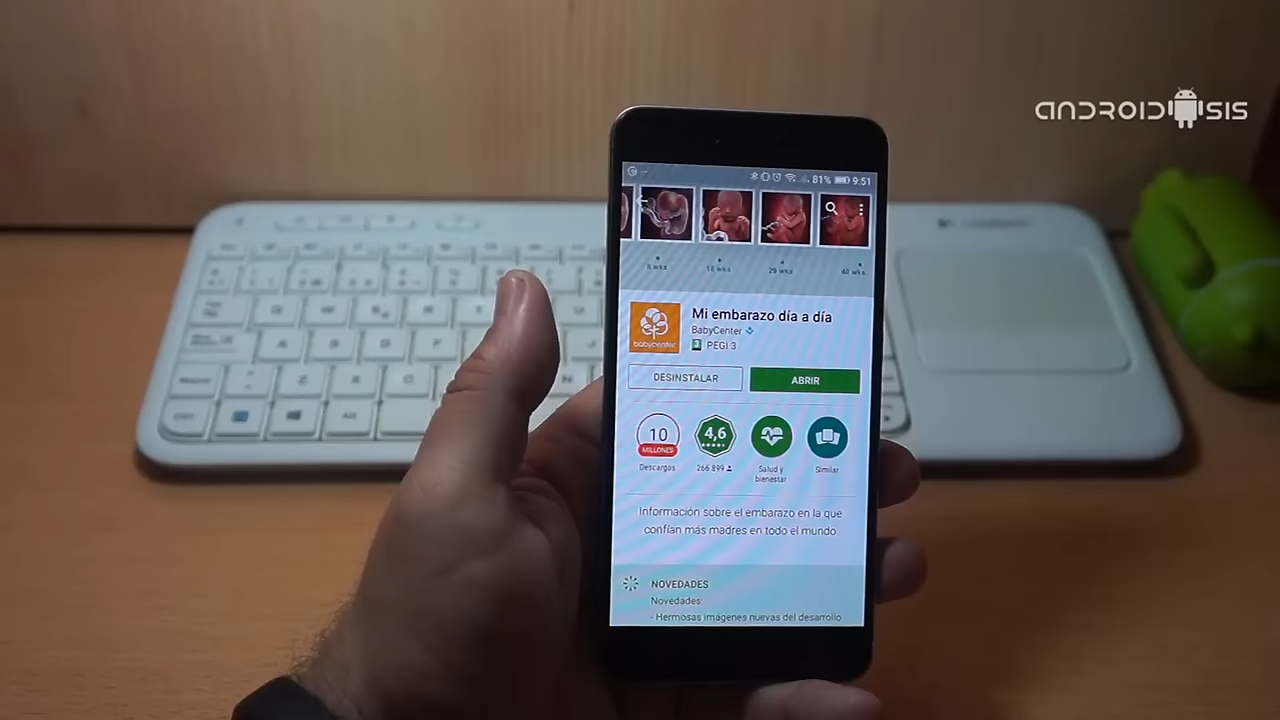 ANDROIDSIS
81% 9:51
8 wks
18 wks
29 wks
40 wks
Mi embarazo día a día
BabyCenter
babycenter
PEGI 3
DESINSTALAR
ABRIR
10
MILLONES
4,6
Descargas
266.899
Salud y
bienestar
Similar
Información sobre el embarazo en la que
confían más madres en todo el mundo
NOVEDADES
Novedades:
- Hermosas imágenes nuevas del desarrollo